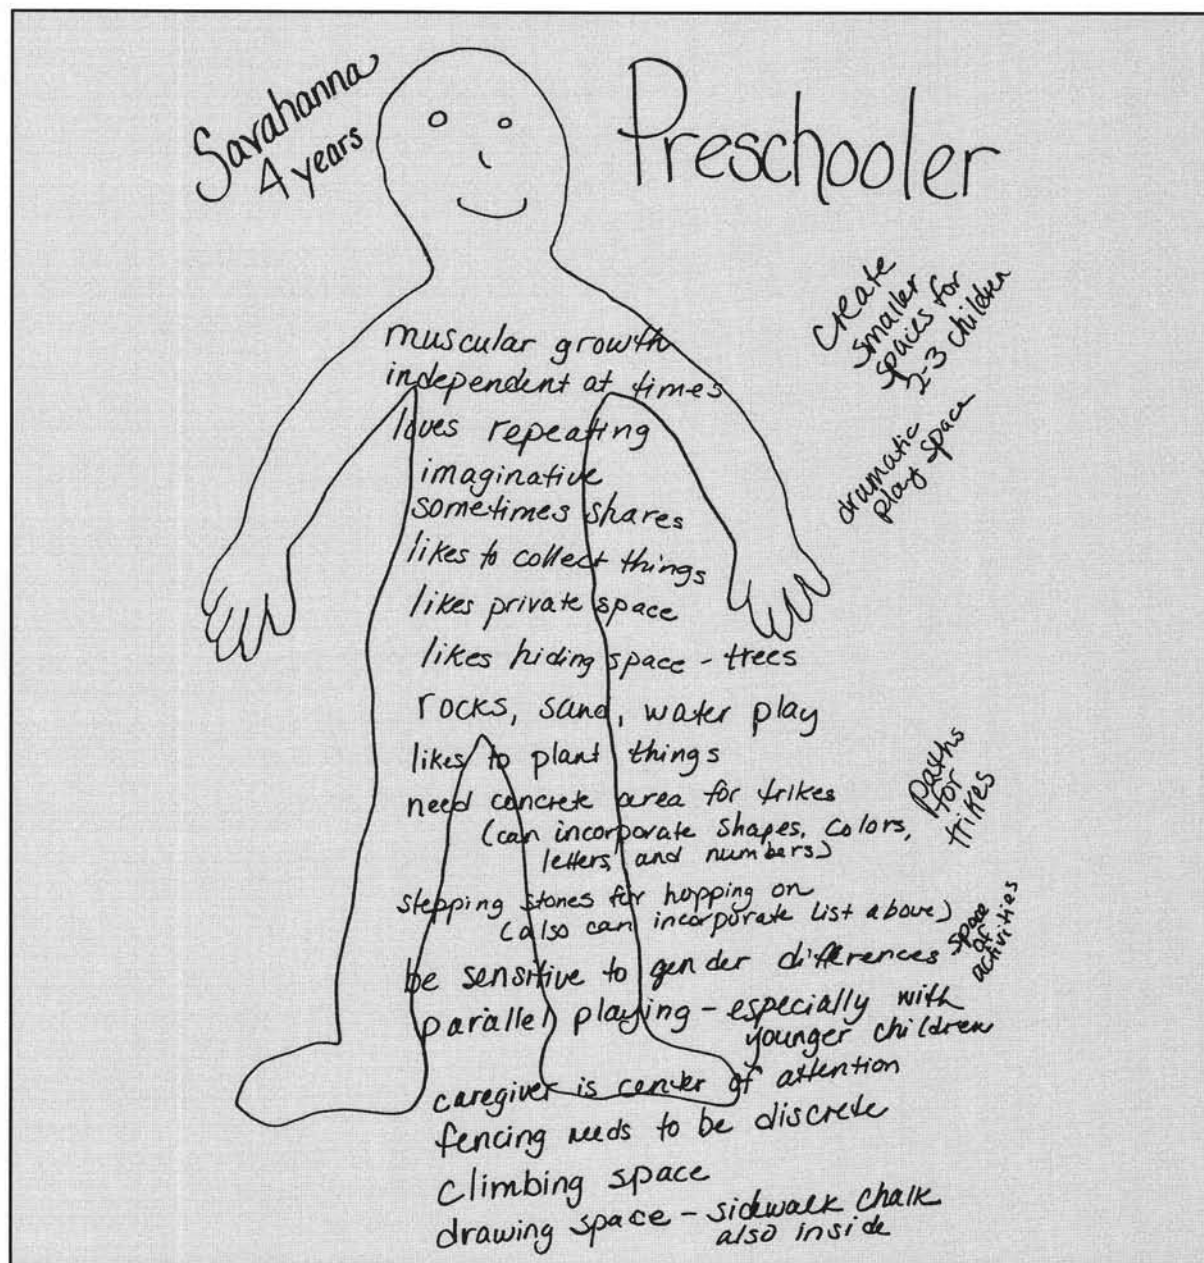 Savahanna
4 years
Preschooler
create
smaller
spaces for
2-3 children
dramatic
play space
muscular growth
independent at times
loves repeating
imaginative
sometimes shares
likes to collect things
likes private space
likes hiding space - trees
rocks, sand, water play
likes to plant things
need concrete area for trikes
(can incorporate shapes, colors,
letters, and numbers)
paths
for
trikes
stepping stones for hopping on
(also can incorporate list above)
be sensitive to gender differences
space
of
activities
parallel playing - especially with
younger children
caregiver is center of attention
fencing needs to be discrete
climbing space
drawing space - sidewalk chalk
also inside